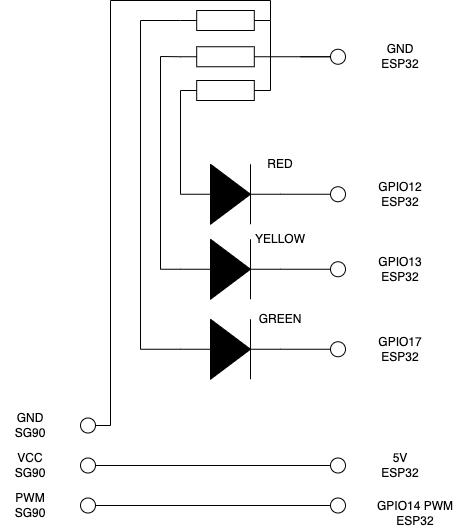 GND
ESP32
RED
GPIO12
ESP32
YELLOW
GPIO13
ESP32
GREEN
GPIO17
ESP32
GND
SG90
VCC
SG90
5V
ESP32
PWM
SG90
GPIO14 PWM
ESP32